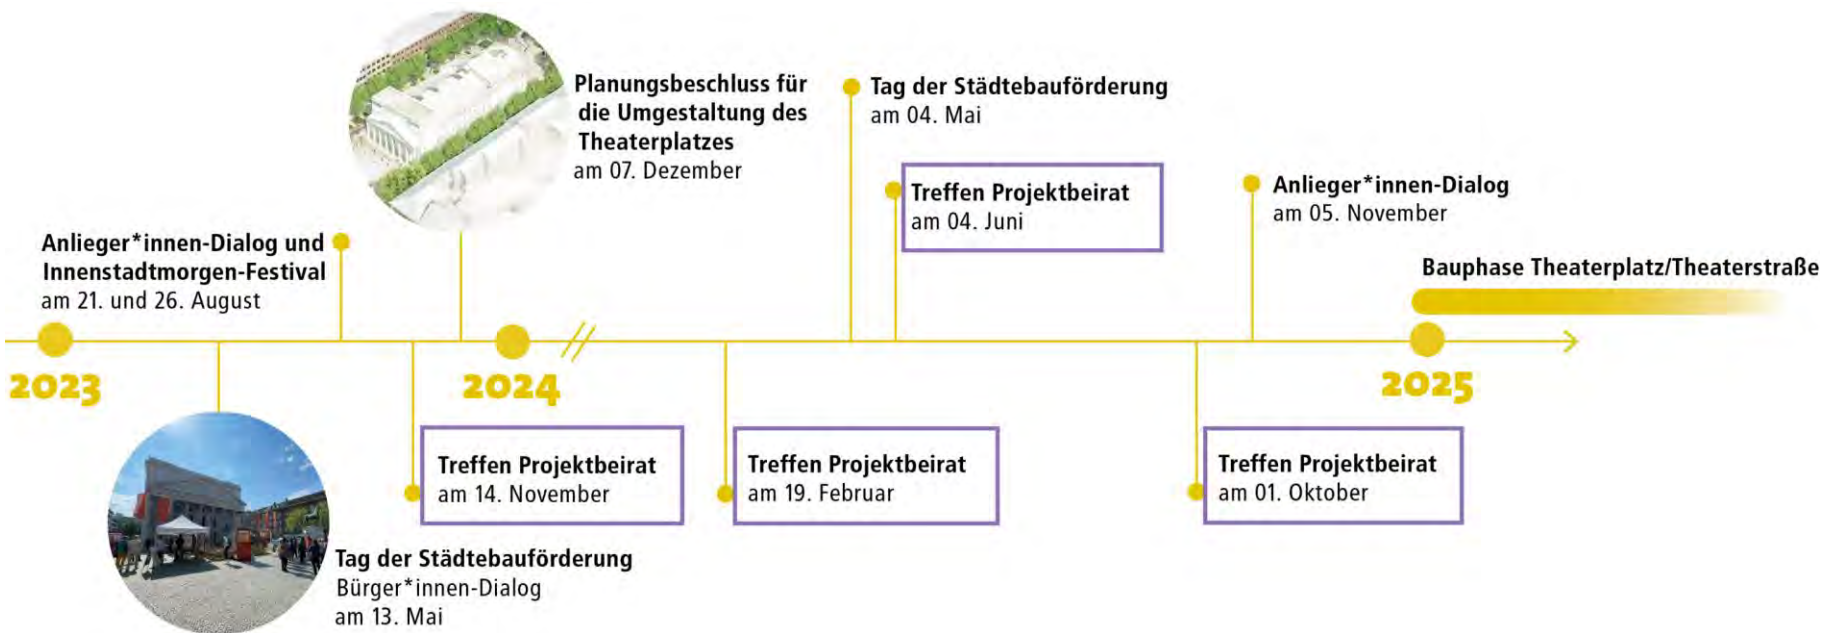 Planungsbeschluss für
die Umgestaltung des
Theaterplatzes
am 07. Dezember
Tag der Städtebauförderung
am 04. Mai
Treffen Projektbeirat
am 04. Juni
Anlieger*innen-Dialog
am 05. November
Anlieger*innen-Dialog und
Innenstadtmorgen-Festival
am 21. und 26. August
Bauphase Theaterplatz/Theaterstraße
2023
2024
2025
Treffen Projektbeirat
am 14. November
Treffen Projektbeirat
am 19. Februar
Treffen Projektbeirat
am 01. Oktober
Tag der Städtebauförderung
Bürger*innen-Dialog
am 13. Mai